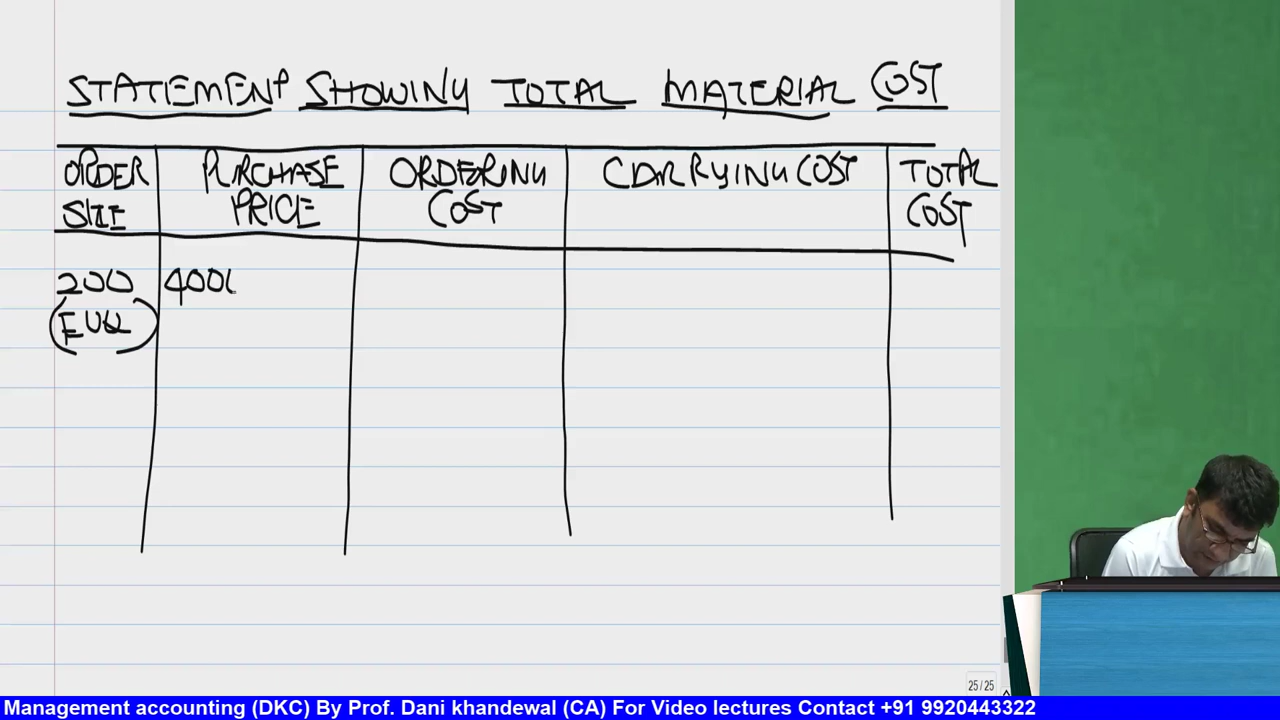 STATEMENT SHOWING TOTAL MATERIAL COST
ORDER SIZE
PURCHASE PRICE
ORDERING COST
CARRYING COST
TOTAL COST
200 400
(EOQ)
25 / 25
Management accounting (DKC) By Prof. Dani khandewal (CA) For Video lectures Contact +91 9920443322